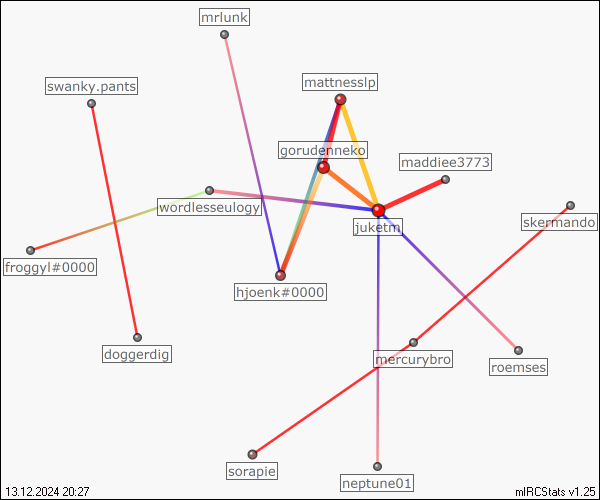 mrlunk
mattnesslp
swanky.pants
gorudenneko
maddiee3773
wordlesseulogy
juketm
skermando
froggyl#0000
hjoenk#0000
doggerdig
mercurybro
roemses
sorapie
neptune01
13.12.2024 20:27
mIRCStats v1.25